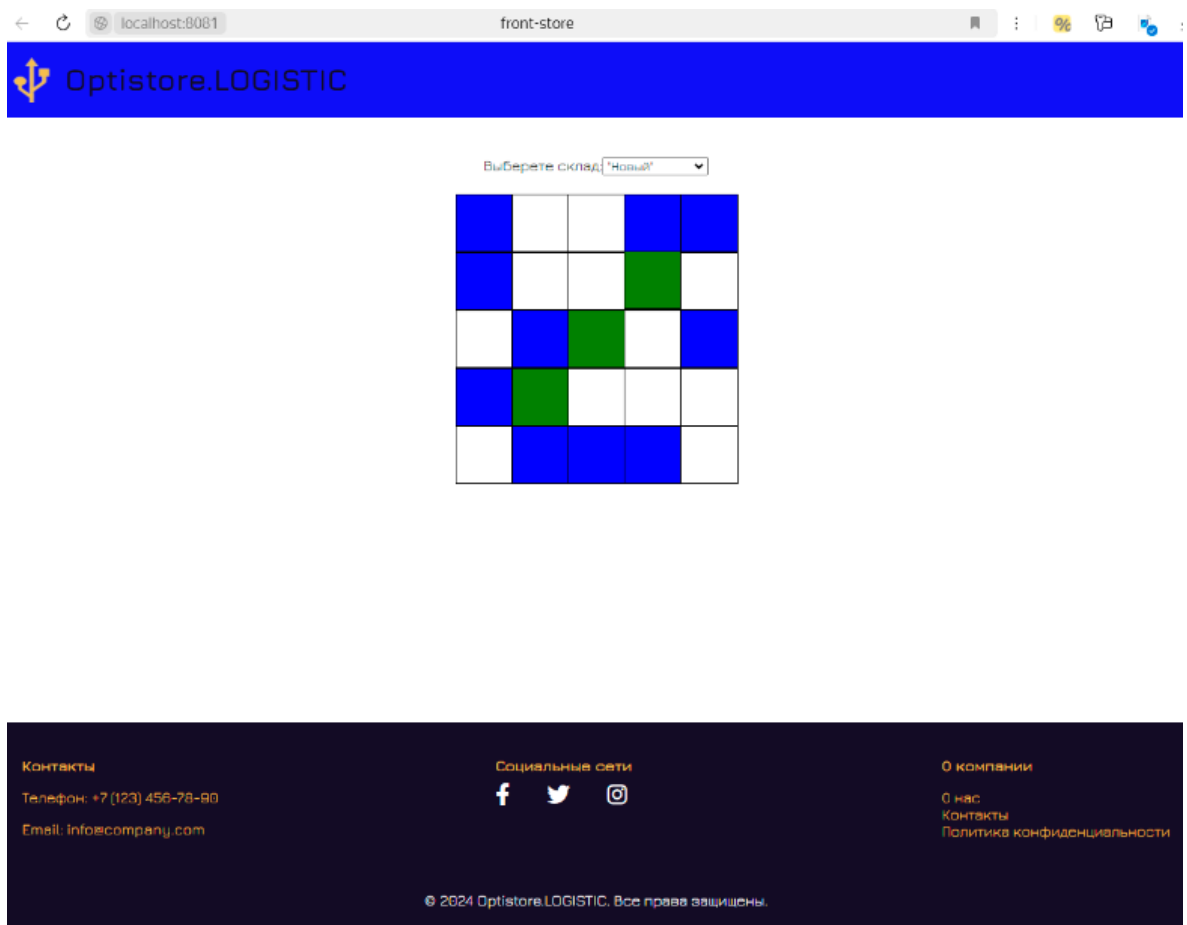 localhost:8081 front-store
Optistore.LOGISTIC
Выберете склад: "Новый"
Контакты
Телефон: +7 (123) 456-78-90
Email: info@company.com
Социальные сети
О компании
О нас
Контакты
Политика конфиденциальности
© 2024 Optistore.LOGISTIC. Все права защищены.